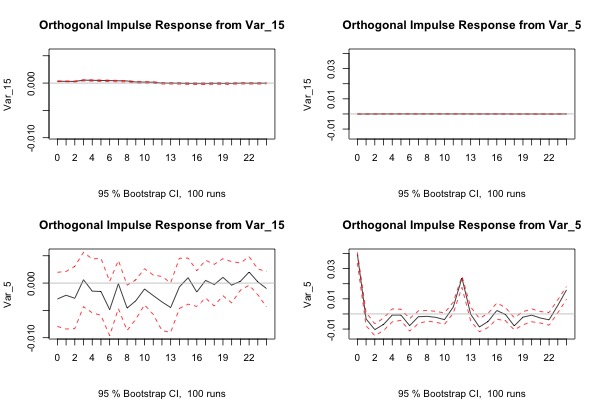 Orthogonal Impulse Response from Var_15
Var_15
0.000
-0.010
0 2 4 6 8 10 13 16 19 22
95 % Bootstrap CI, 100 runs
Orthogonal Impulse Response from Var_5
Var_15
0.03
0.01
-0.01
0 2 4 6 8 10 13 16 19 22
95 % Bootstrap CI, 100 runs
Orthogonal Impulse Response from Var_15
Var_5
0.000
-0.010
0 2 4 6 8 10 13 16 19 22
95 % Bootstrap CI, 100 runs
Orthogonal Impulse Response from Var_5
Var_5
0.03
0.01
-0.01
0 2 4 6 8 10 13 16 19 22
95 % Bootstrap CI, 100 runs